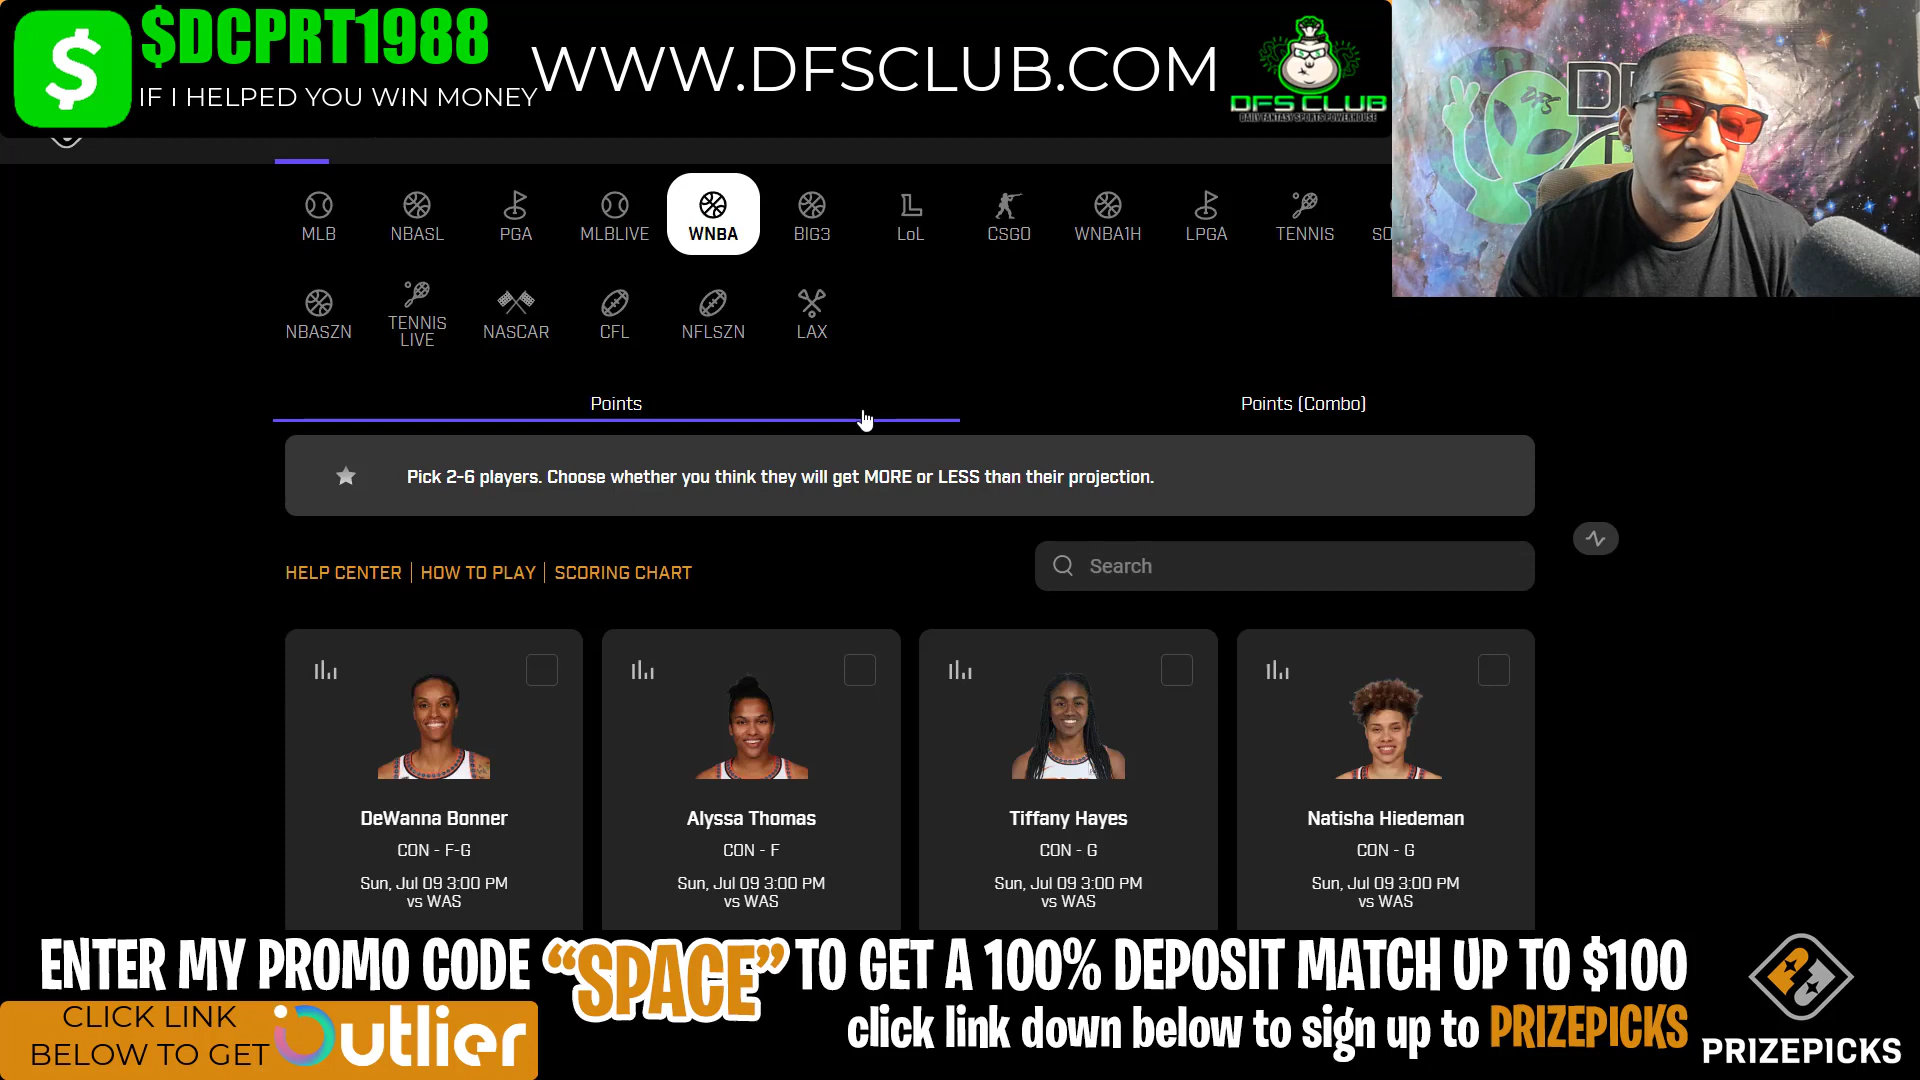 $DCPRT1988
IF I HELPED YOU WIN MONEY
WWW.DFSCLUB.COM
DFS CLUB
DAILY FANTASY SPORTS POWERHOUSE
MLB
NBASL
PGA
MLBLIVE
WNBA
BIG3
LoL
CSGO
WNBA1H
LPGA
TENNIS
SO
NBASZN
TENNIS
LIVE
NASCAR
CFL
NFLSZN
LAX
Points
Points (Combo)
Pick 2-6 players. Choose whether you think they will get MORE or LESS than their projection.
HELP CENTER | HOW TO PLAY | SCORING CHART
Search
DeWanna Bonner
CON - F-G
Sun, Jul 09 3:00 PM
vs WAS
Alyssa Thomas
CON - F
Sun, Jul 09 3:00 PM
vs WAS
Tiffany Hayes
CON - G
Sun, Jul 09 3:00 PM
vs WAS
Natisha Hiedeman
CON - G
Sun, Jul 09 3:00 PM
vs WAS
ENTER MY PROMO CODE “SPACE” TO GET A 100% DEPOSIT MATCH UP TO $100
click link down below to sign up to PRIZEPICKS
CLICK LINK
BELOW TO GET
Outlier
PRIZEPICKS